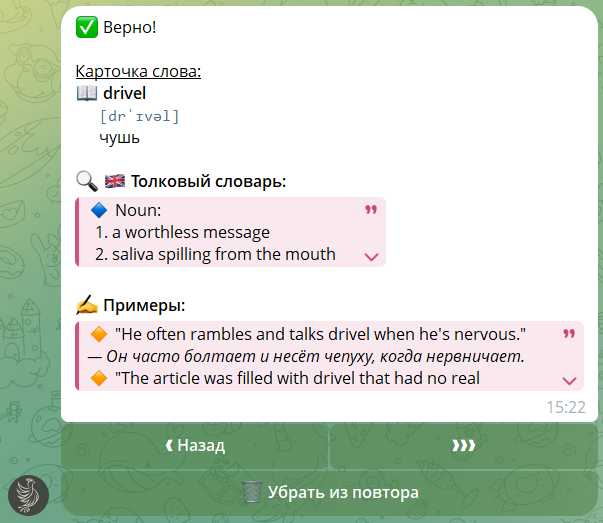 ✅ Верно!
Карточка слова:
📖 drivel
[drˈɪvəl]
чушь
🔍 🇬🇧 Толковый словарь:
🔷 Noun:
1. a worthless message
2. saliva spilling from the mouth
✍️ Примеры:
🔶 "He often rambles and talks drivel when he's nervous."
— Он часто болтает и несёт чепуху, когда нервничает.
🔶 "The article was filled with drivel that had no real
15:22
‹ Назад
›››
🗑 Убрать из повтора